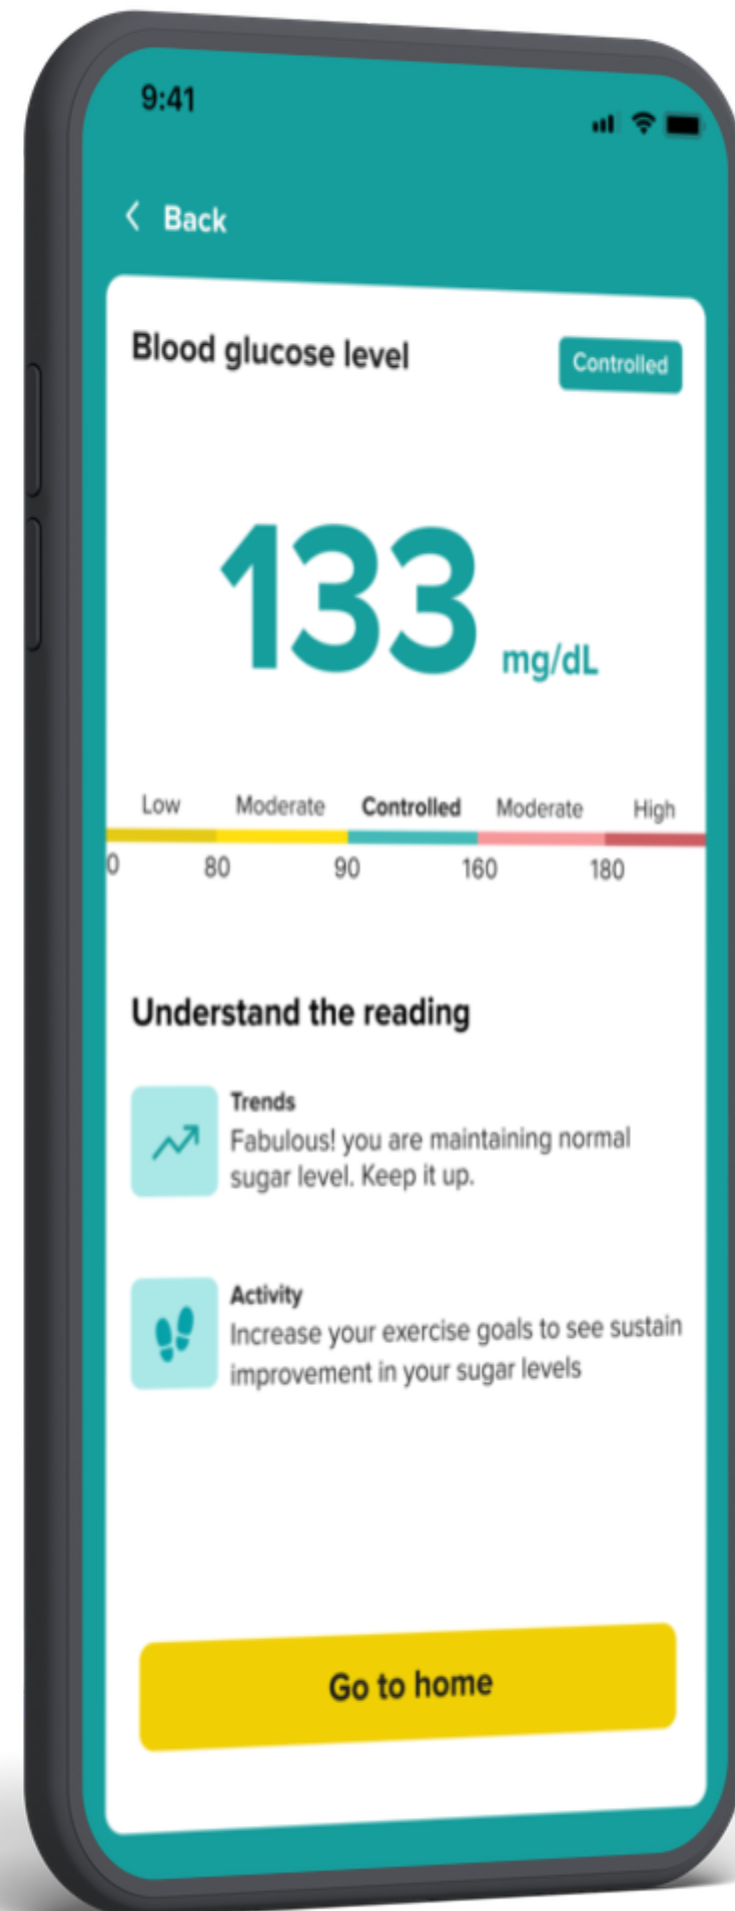 9:41
Back
Blood glucose level
Controlled
133 mg/dL
Low Moderate Controlled Moderate High
0 80 90 160 180
Understand the reading
Trends
Fabulous! you are maintaining normal
sugar level. Keep it up.
Activity
Increase your exercise goals to see sustain
improvement in your sugar levels
Go to home